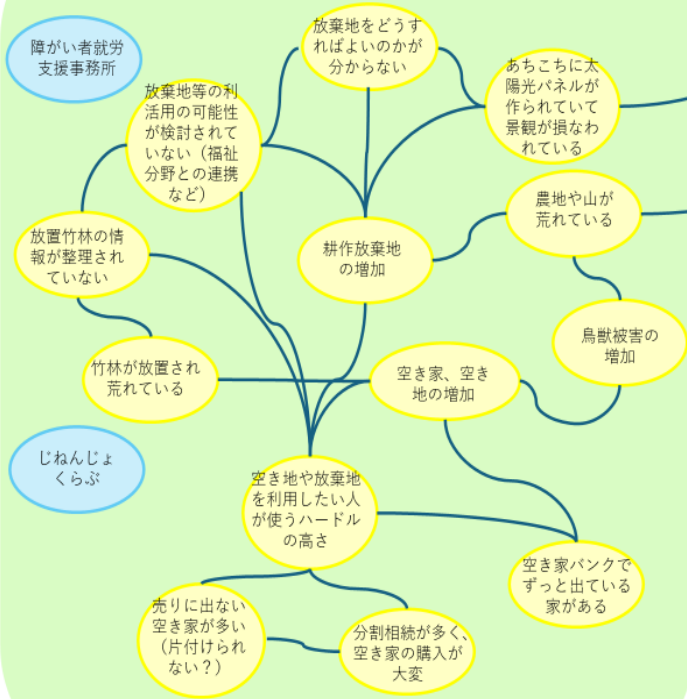 放棄地をどうす
ればよいのかが
分からない
障がい者就労
支援事務所
あちこちに太
陽光パネルが
作られていて
景観が損なわ
れている
放棄地等の利
活用の可能性
が検討されて
いない（福祉
分野との連携
など）
農地や山が
荒れている
放置竹林の情
報が整理され
ていない
耕作放棄地
の増加
鳥獣被害の
増加
竹林が放置され
荒れている
空き家、空き
地の増加
じねんじょ
くらぶ
空き地や放棄地
を利用したい人
が使うハードル
の高さ
空き家バンクで
ずっと出ている
家がある
売りに出ない
空き家が多い
（片付けられ
ない？）
分割相続が多く、
空き家の購入が
大変